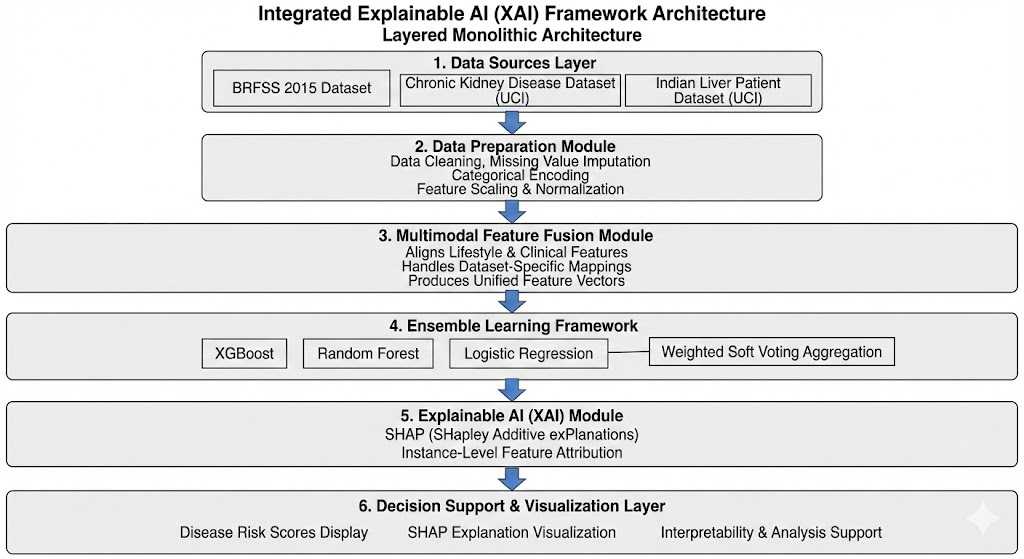 Integrated Explainable AI (XAI) Framework Architecture
Layered Monolithic Architecture
1. Data Sources Layer
BRFSS 2015 Dataset
Chronic Kidney Disease Dataset
(UCI)
Indian Liver Patient
Dataset (UCI)
2. Data Preparation Module
Data Cleaning, Missing Value Imputation
Categorical Encoding
Feature Scaling & Normalization
3. Multimodal Feature Fusion Module
Aligns Lifestyle & Clinical Features
Handles Dataset-Specific Mappings
Produces Unified Feature Vectors
4. Ensemble Learning Framework
XGBoost
Random Forest
Logistic Regression
Weighted Soft Voting Aggregation
5. Explainable AI (XAI) Module
SHAP (SHapley Additive exPlanations)
Instance-Level Feature Attribution
6. Decision Support & Visualization Layer
Disease Risk Scores Display
SHAP Explanation Visualization
Interpretability & Analysis Support